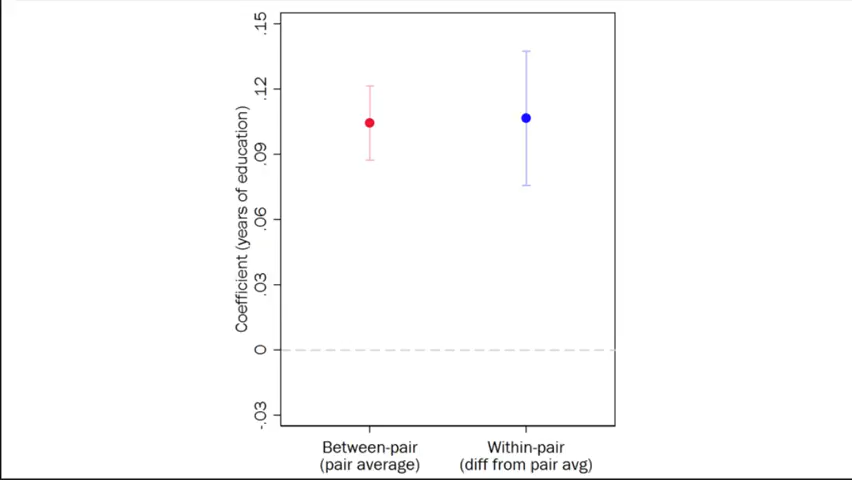 .15
.12
.09
.06
.03
0
-.03
Coefficient (years of education)
Between-pair
(pair average)
Within-pair
(diff from pair avg)